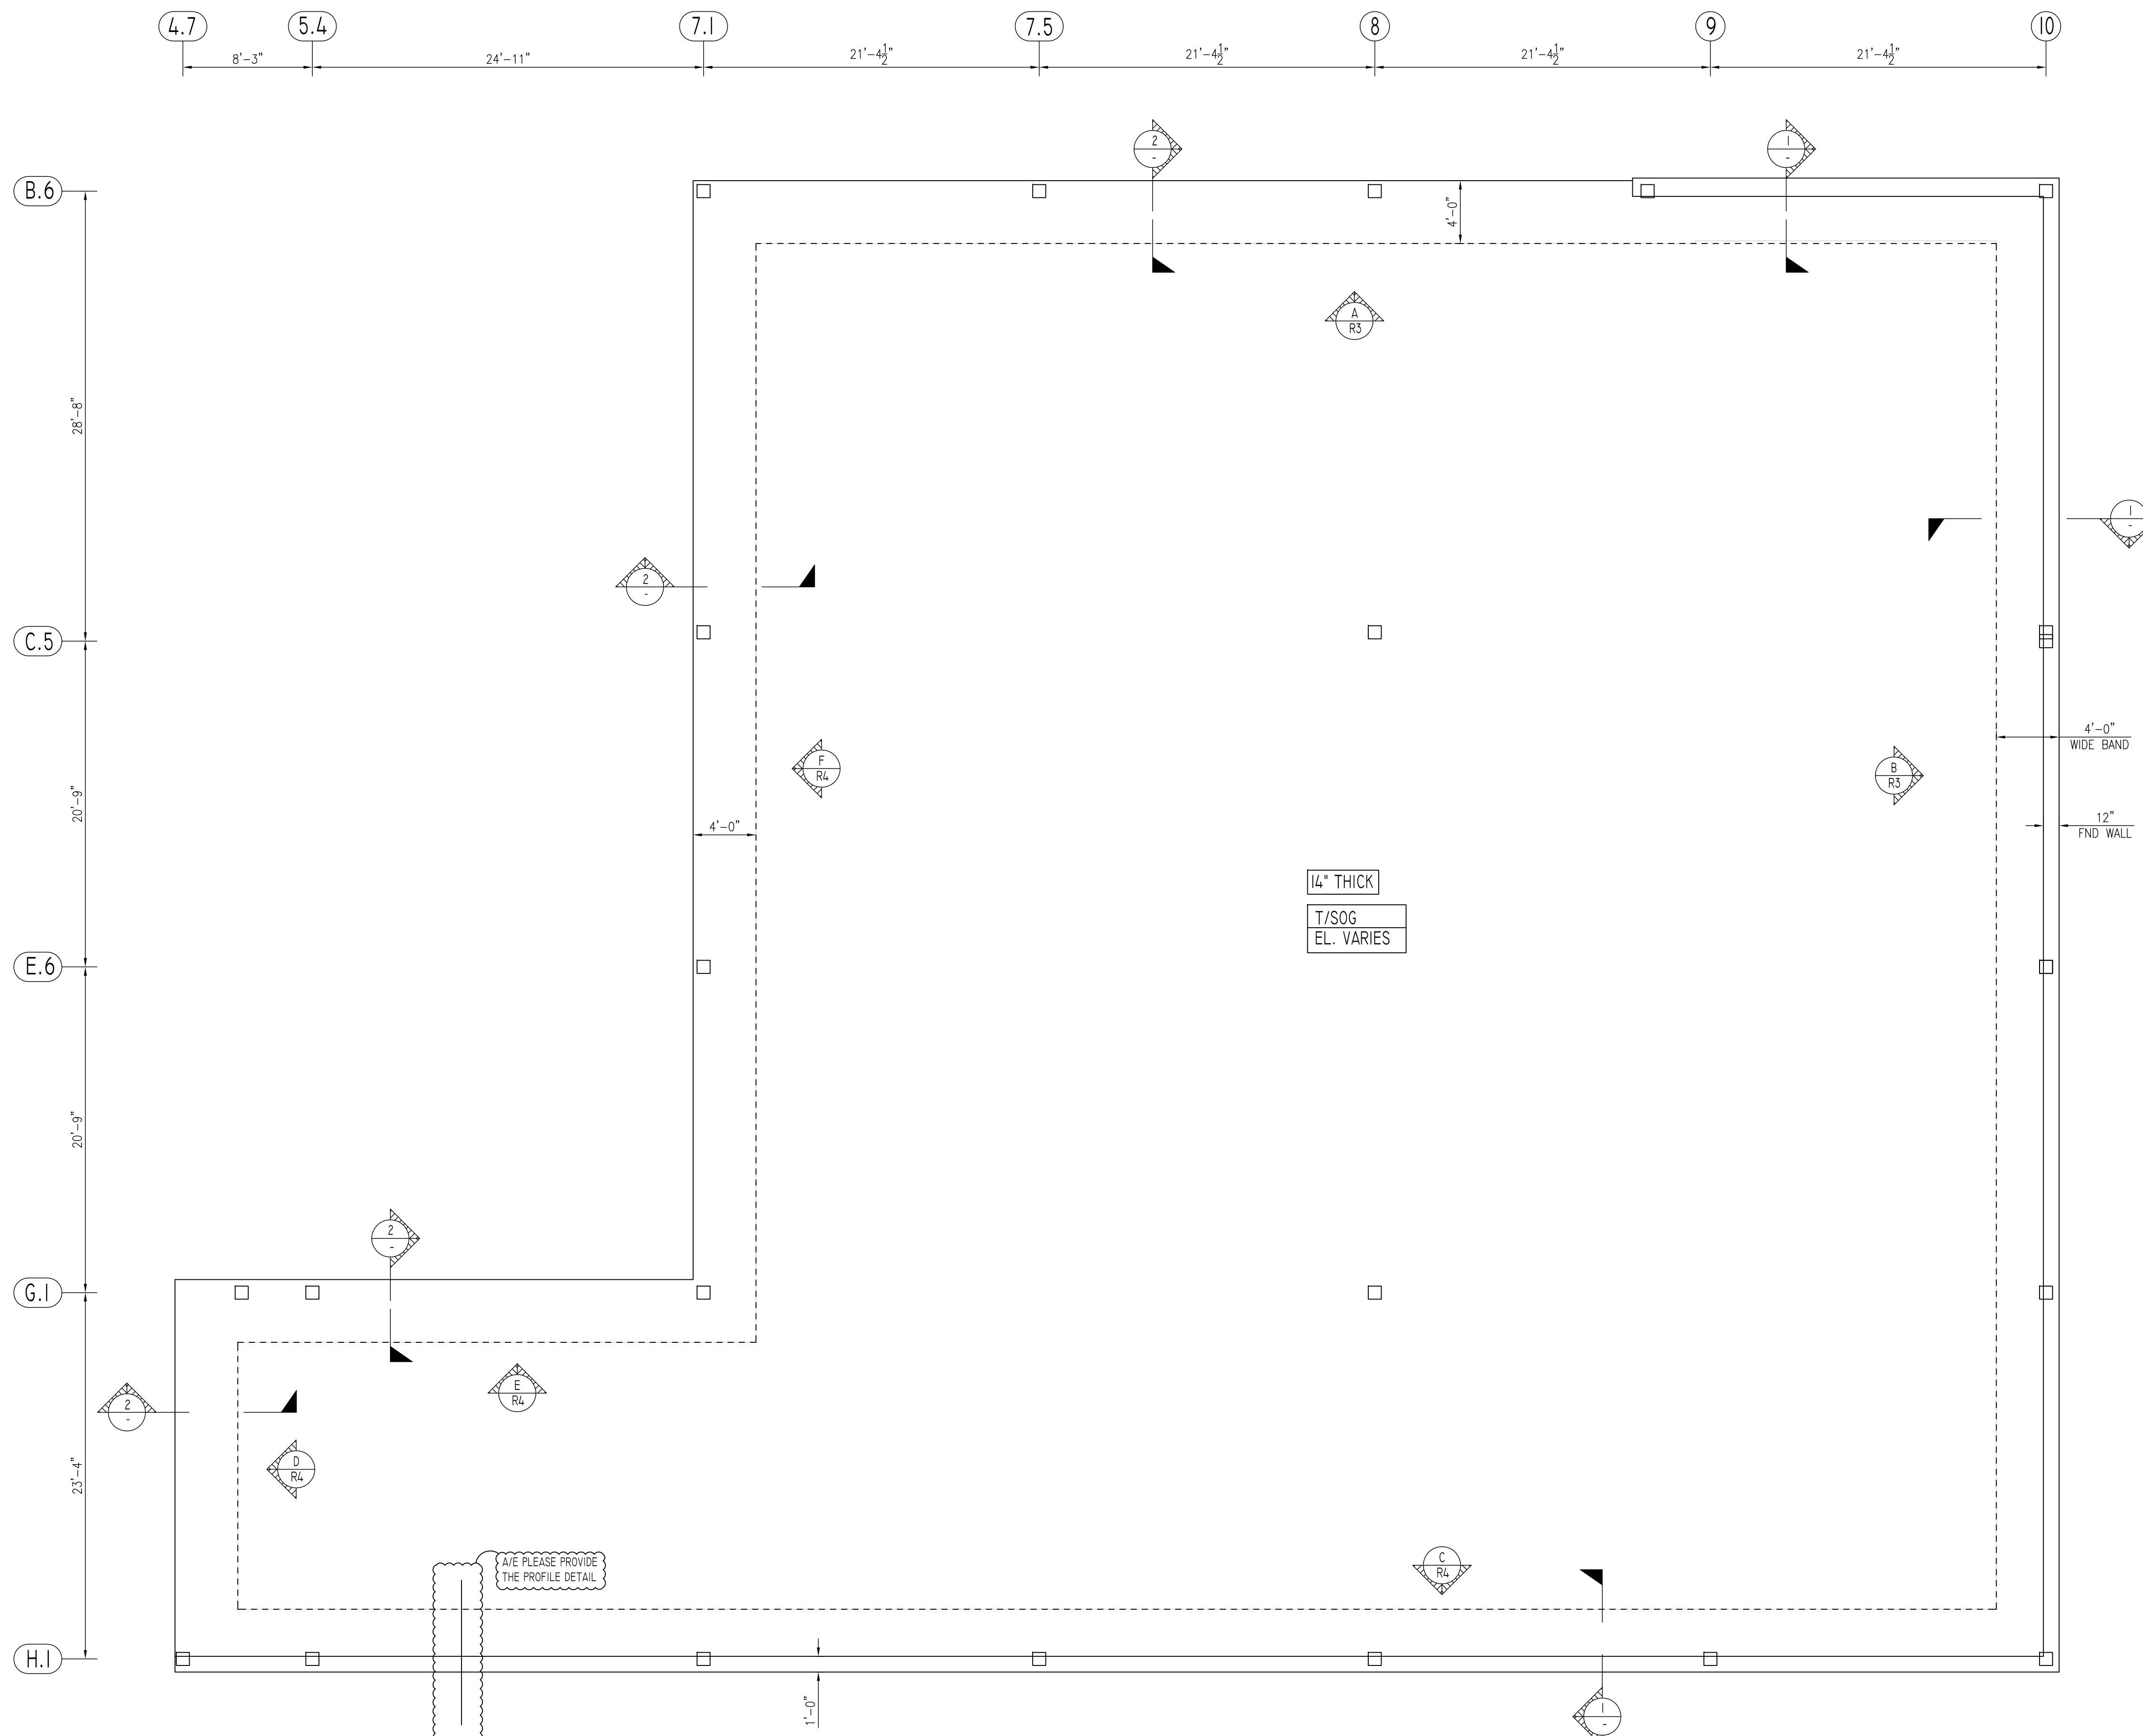 4.7 5.4 7.1 7.5 8 9 10
8'-3" 24'-11" 21'-4½" 21'-4½" 21'-4½" 21'-4½"
2
-
1
-
B.6
4'-0"
A
R3
28'-8"
1
-
2
-
C.5
4'-0"
WIDE BAND
F
R4
B
R3
20'-9"
4'-0"
12"
FND WALL
14" THICK
T/SOG
EL. VARIES
E.6
20'-9"
2
-
G.1
E
R4
2
-
D
R4
23'-4"
A/E PLEASE PROVIDE
THE PROFILE DETAIL
C
R4
H.1
1'-0"
1
-